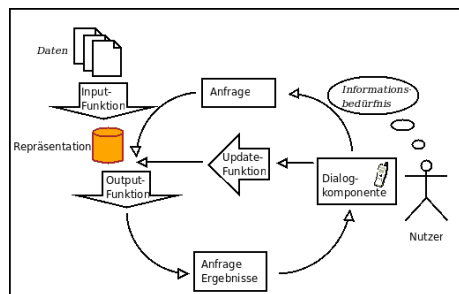 Daten
Input-
Funktion
Anfrage
Informations-
bedürfnis
Repräsentation
Update-
Funktion
Dialog-
komponente
Output-
Funktion
Nutzer
Anfrage
Ergebnisse